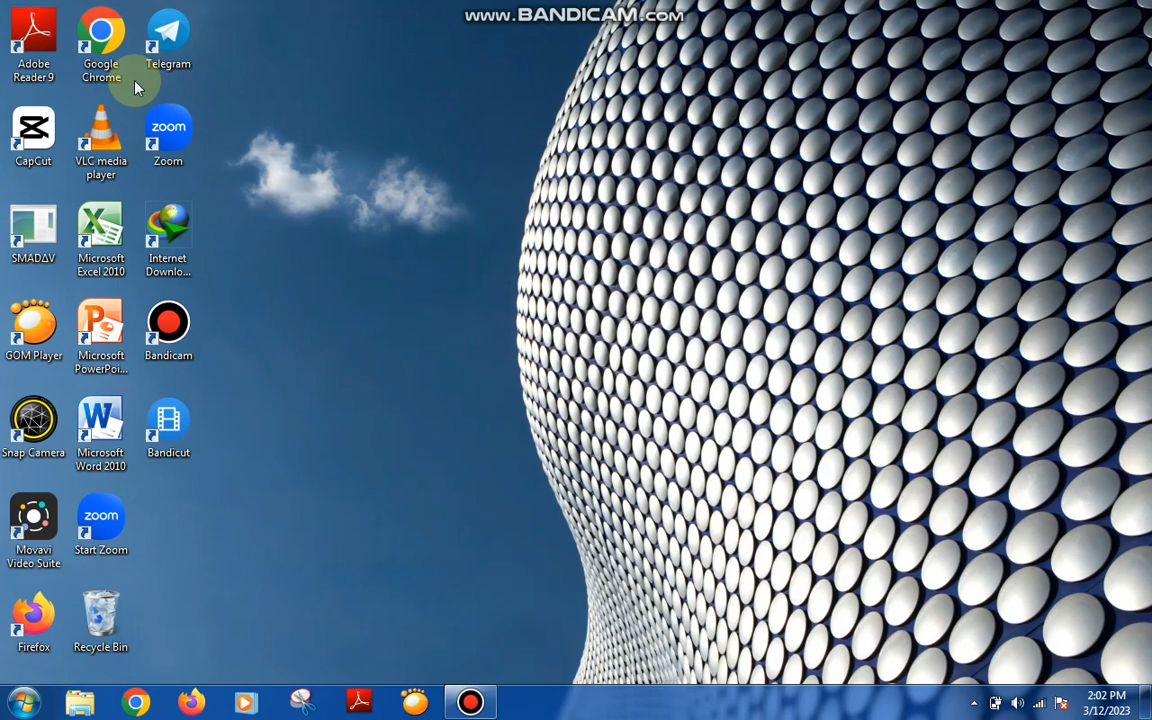 www.BANDICAM.com
Adobe
Reader 9
Google
Chrome
Telegram
CapCut
VLC media
player
zoom
Zoom
SMADΔV
Microsoft
Excel 2010
Internet
Downlo...
GOM Player
Microsoft
PowerPoi...
Bandicam
Snap Camera
Microsoft
Word 2010
Bandicut
Movavi
Video Suite
zoom
Start Zoom
Firefox
Recycle Bin
2:02 PM
3/12/2023